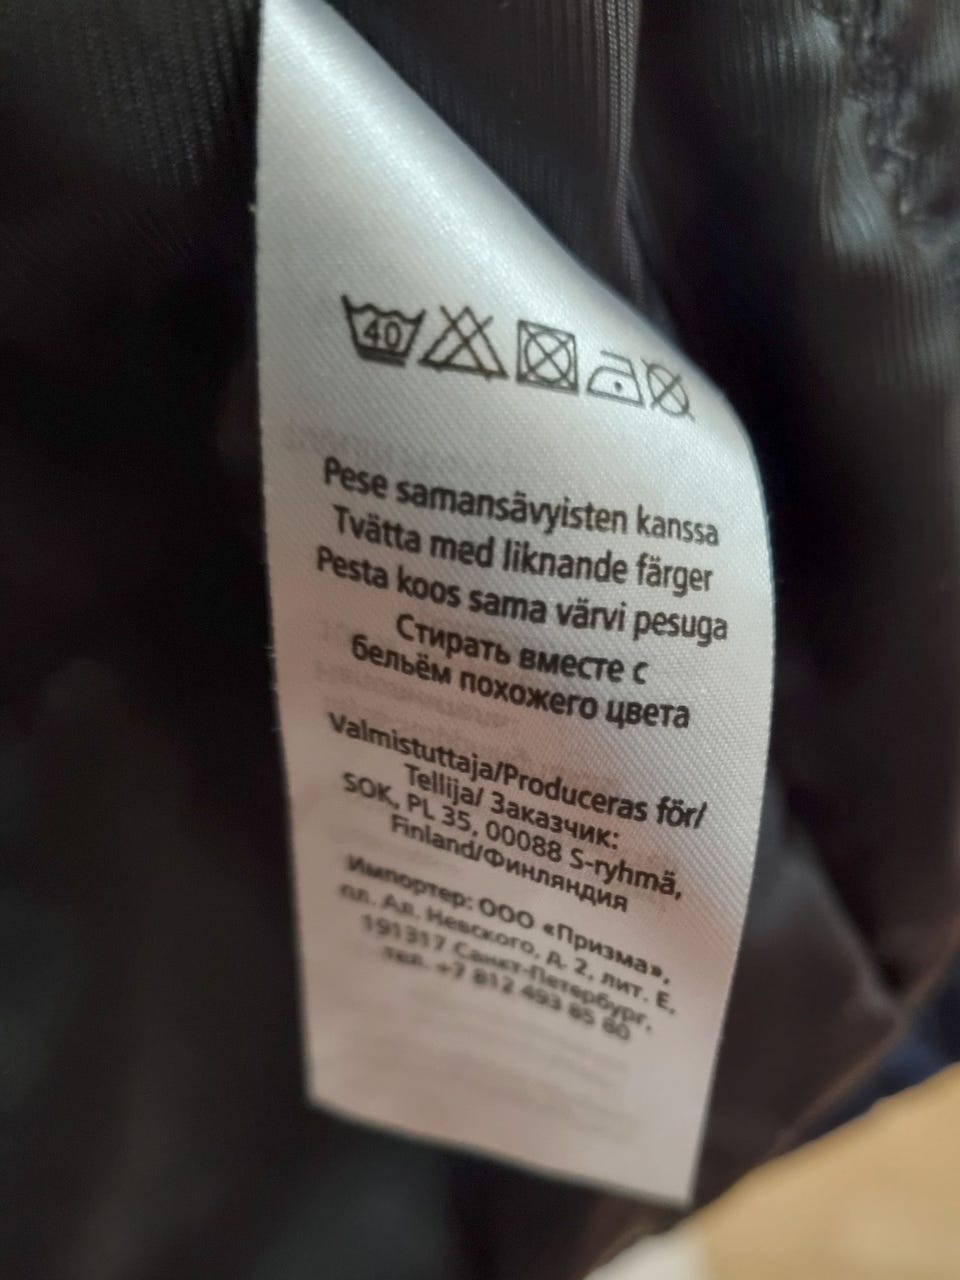 40
Pese samansävyisten kanssa
Tvätta med liknande färger
Pesta koos sama värvi pesuga
Стирать вместе с
бельём похожего цвета
Valmistuttaja/Produceras för/
Tellija/ Заказчик:
SOK, PL 35, 00088 S-ryhmä,
Finland/Финляндия
Импортер: ООО «Призма»,
пл. Ал. Невского, д. 2, лит. Е,
191317 Санкт-Петербург,
тел. +7 812 493 85 80